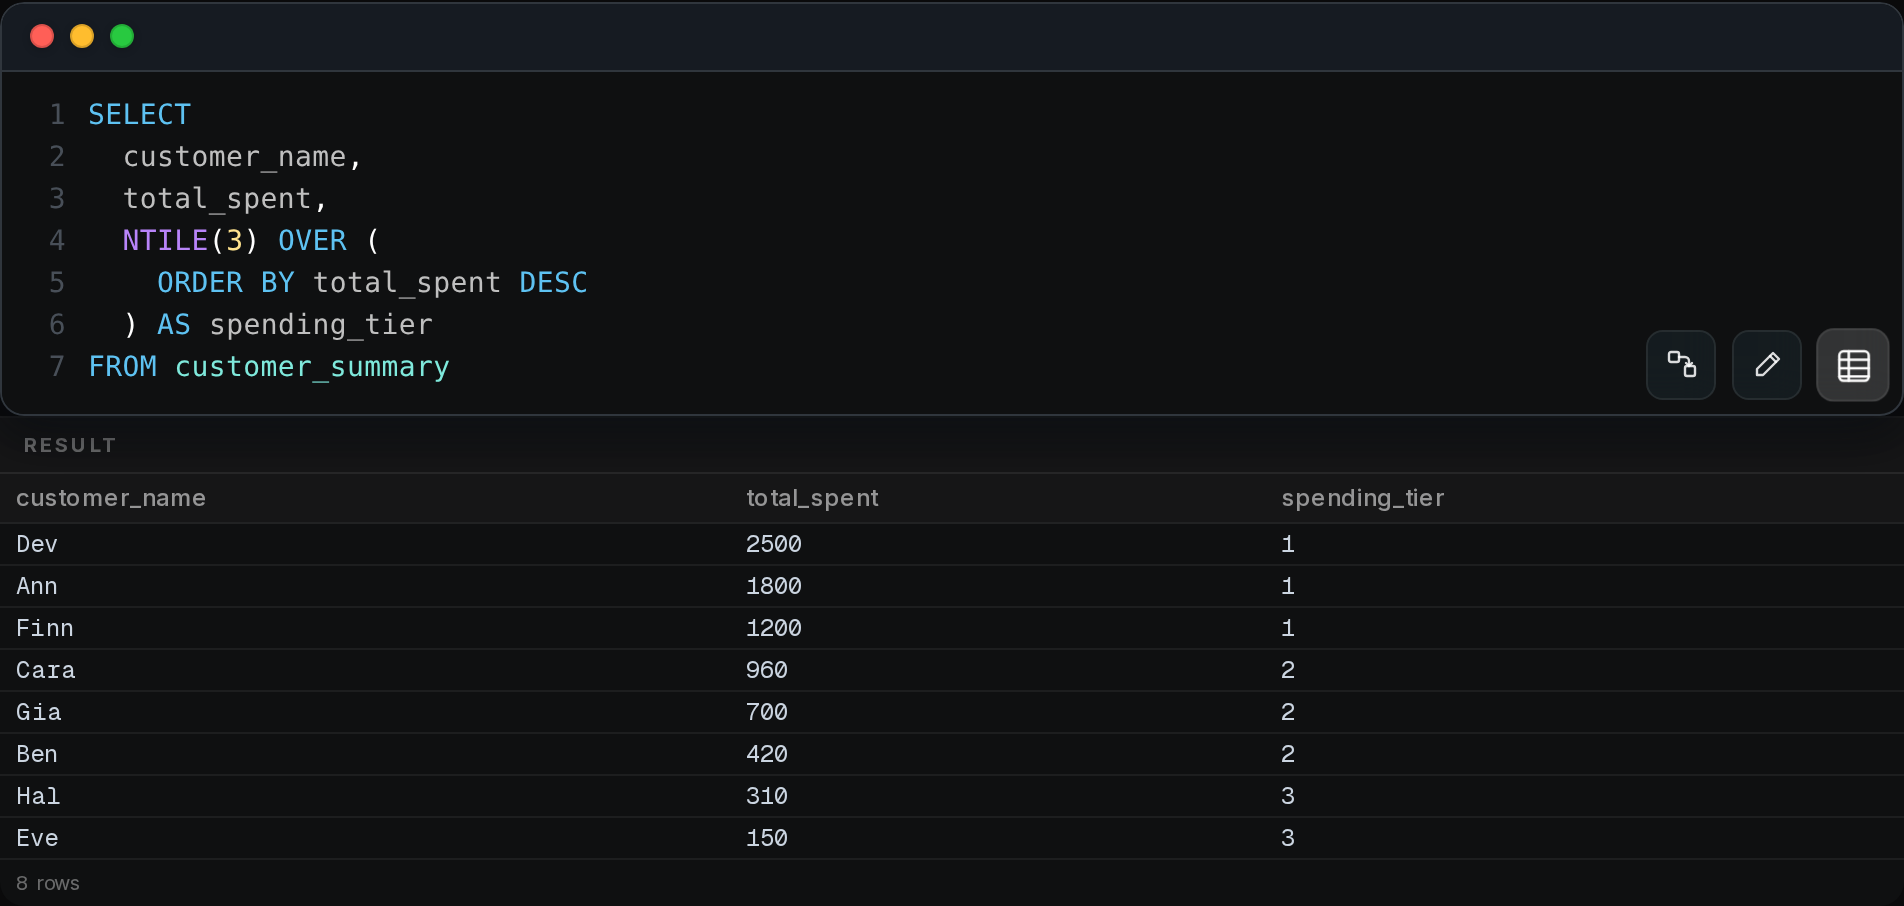 1 SELECT
2   customer_name,
3   total_spent,
4   NTILE(3) OVER (
5     ORDER BY total_spent DESC
6   ) AS spending_tier
7 FROM customer_summary
RESULT
customer_name total_spent spending_tier
Dev 2500 1
Ann 1800 1
Finn 1200 1
Cara 960 2
Gia 700 2
Ben 420 2
Hal 310 3
Eve 150 3
8 rows